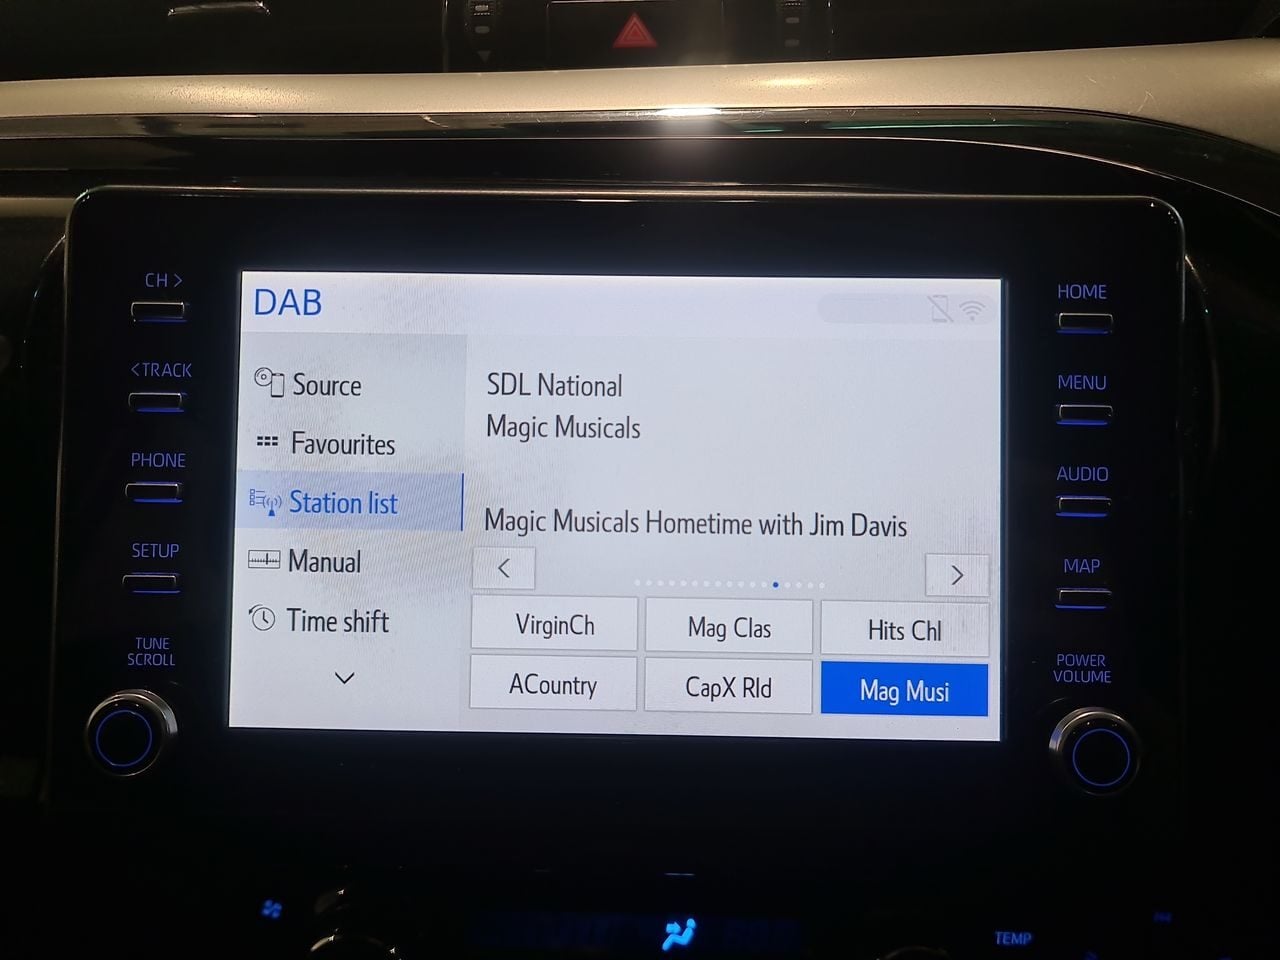 DAB
CH >
<TRACK
PHONE
SETUP
TUNE
SCROLL
Source
Favourites
Station list
Manual
Time shift
SDL National
Magic Musicals
Magic Musicals Hometime with Jim Davis
<
>
VirginCh
Mag Clas
Hits Chl
ACountry
CapX Rld
Mag Musi
HOME
MENU
AUDIO
MAP
POWER
VOLUME
TEMP